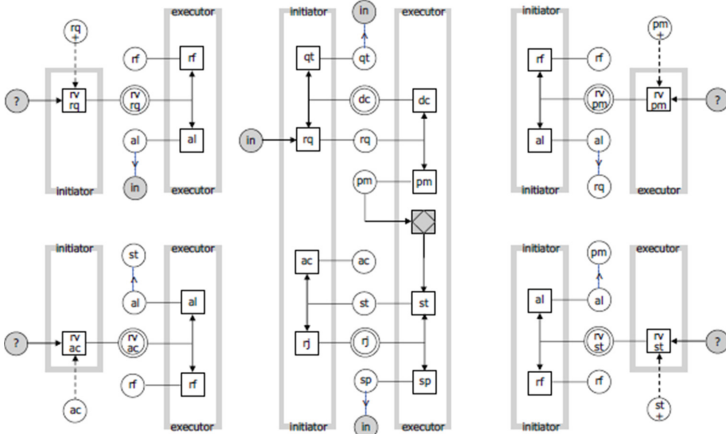 executor
initiator
in
executor
initiator
rq
+
pm
+
rf
rf
qt
qt
rf
rf
?
rv
rq
rv
rq
dc
dc
rv
pm
rv
pm
?
al
al
in
rq
rq
al
al
in
pm
pm
rq
initiator
executor
initiator
executor
initiator
executor
initiator
executor
st
ac
ac
pm
al
al
st
st
al
al
?
rv
ac
rv
ac
rj
rj
rv
st
rv
st
?
rf
rf
sp
sp
rf
rf
ac
in
st
+
executor
initiator
executor
initiator